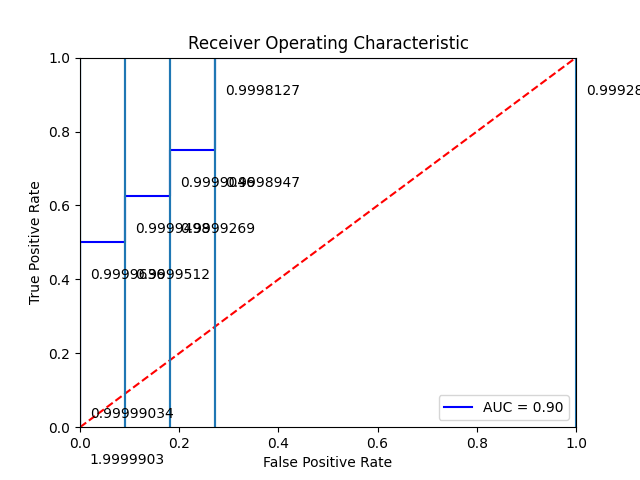 Receiver Operating Characteristic
1.0
0.9998127
0.99928
0.8
True Positive Rate
0.9998947
0.6
0.9999269
0.4
0.9999512
0.2
AUC = 0.90
0.99999034
0.0
0.0 0.2 0.4 0.6 0.8 1.0
1.9999903
False Positive Rate